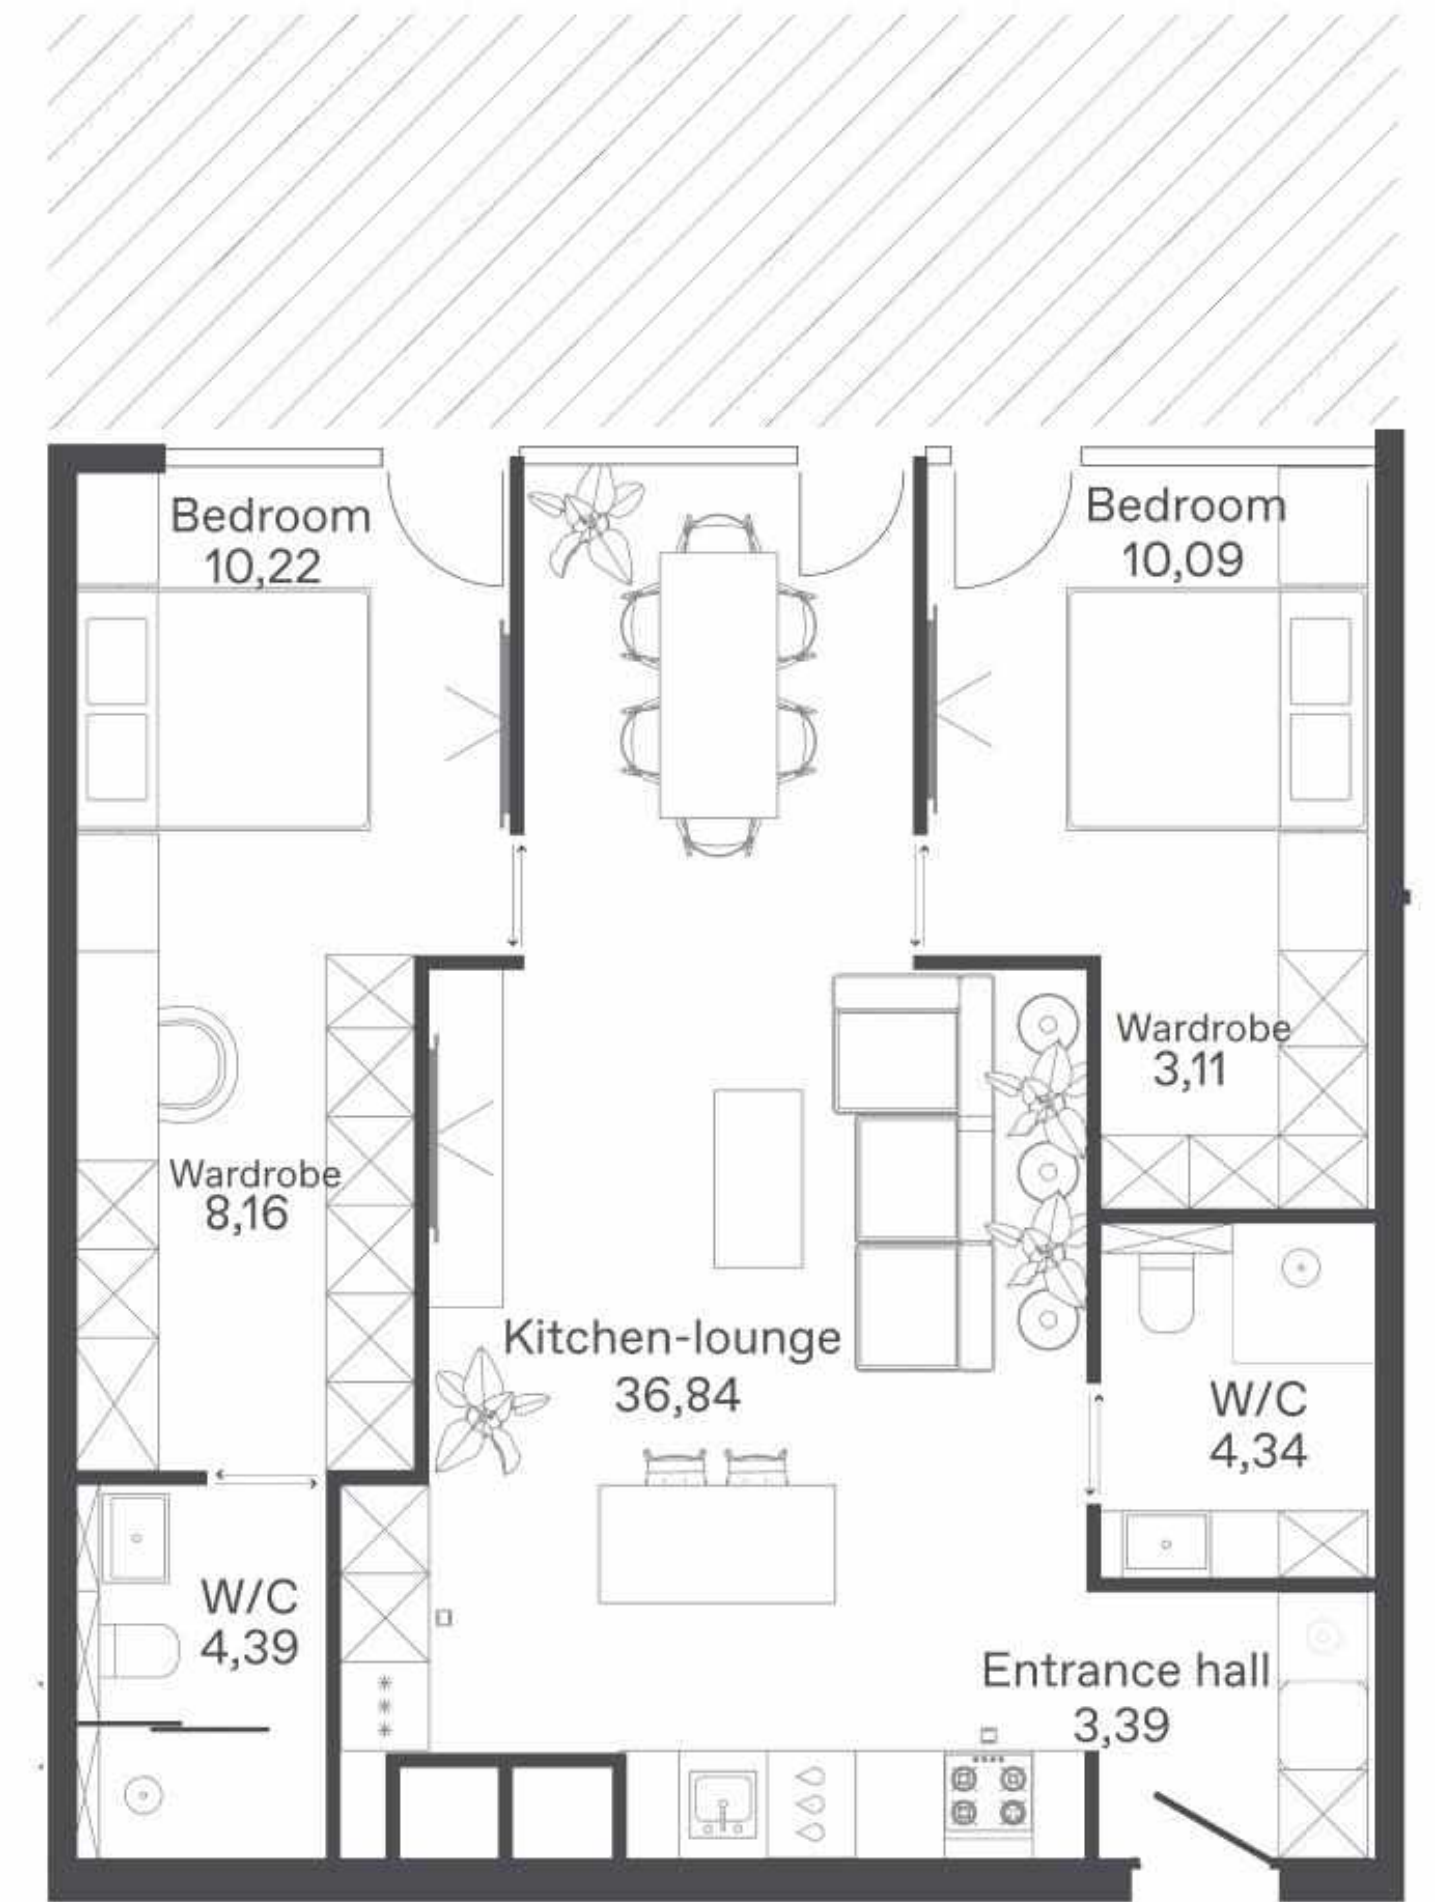 Bedroom
10,22
Bedroom
10,09
Wardrobe
3,11
Wardrobe
8,16
Kitchen-lounge
36,84
W/C
4,34
W/C
4,39
Entrance hall
3,39